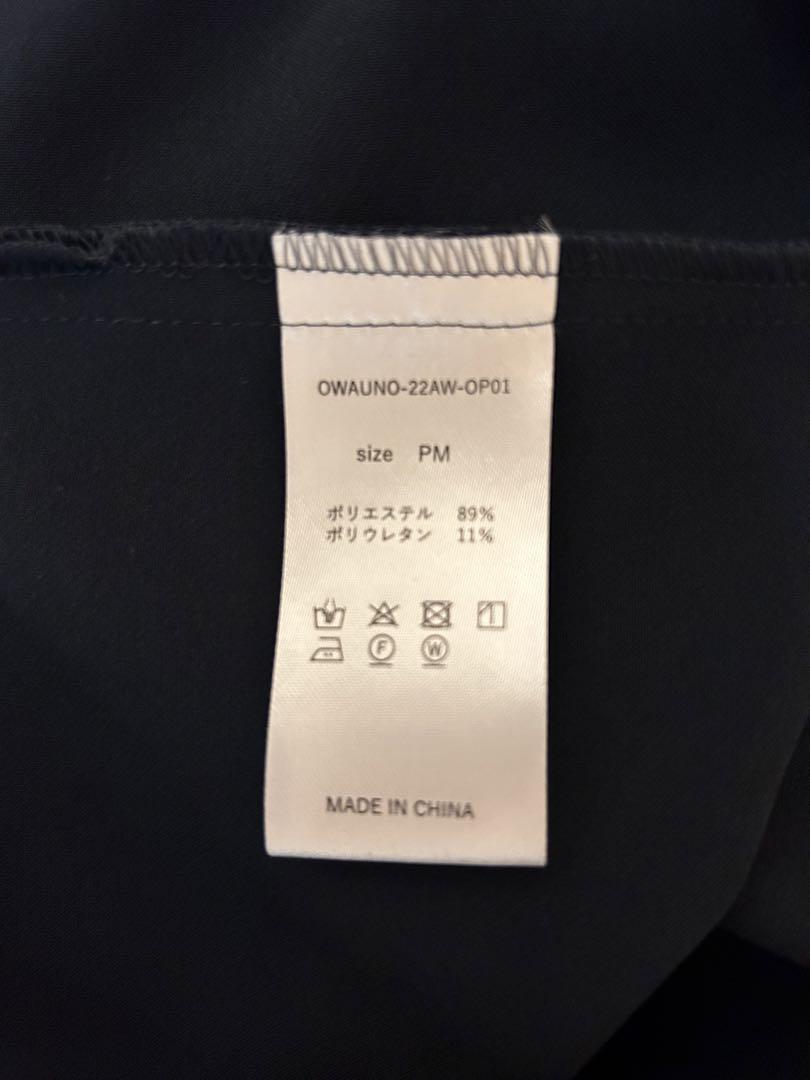 OWAUNO-22AW-OP01
size PM
ポリエステル 89%
ポリウレタン 11%
F W
MADE IN CHINA